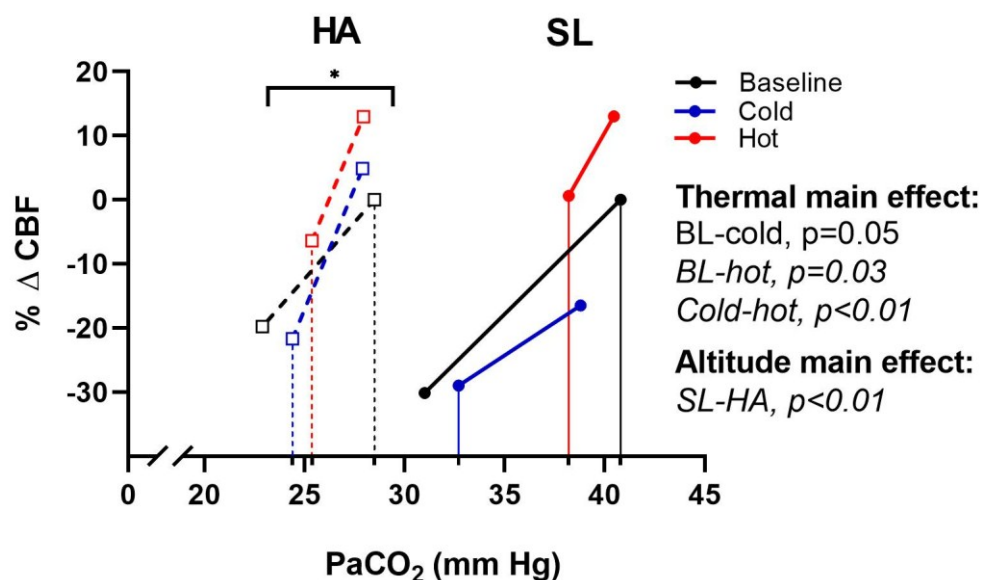 HA
SL
*
20
10
0
-10
-20
-30
% Δ CBF
0
20
25
30
35
40
45
PaCO₂ (mm Hg)
Baseline
Cold
Hot
Thermal main effect:
BL-cold, p=0.05
BL-hot, p=0.03
Cold-hot, p<0.01
Altitude main effect:
SL-HA, p<0.01